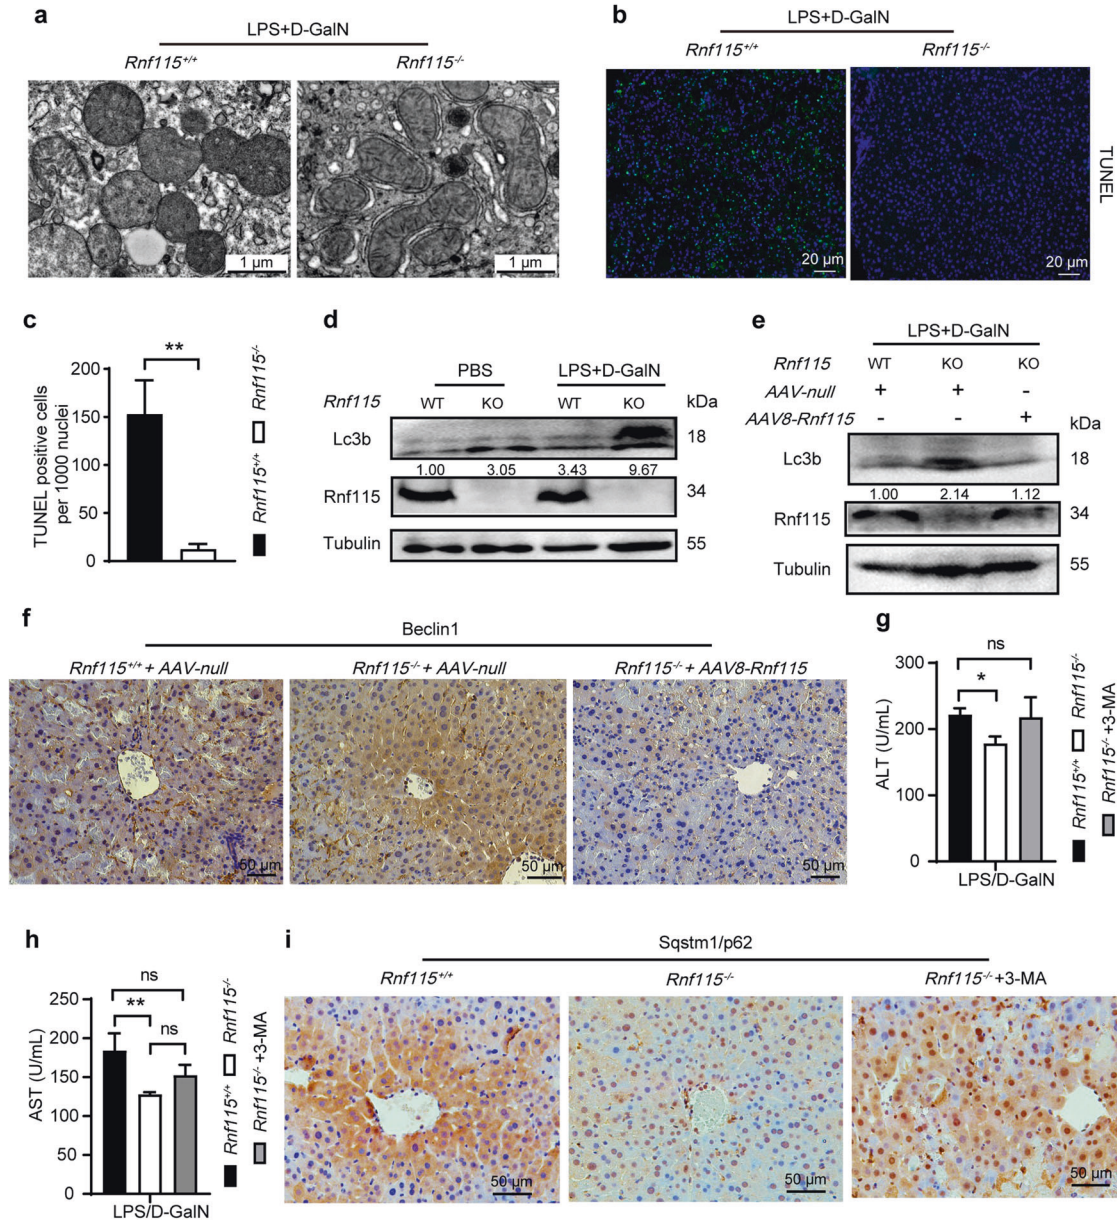 a
LPS+D-GalN
Rnf115+/+ Rnf115-/-
1 μm 1 μm
b
LPS+D-GalN
Rnf115+/+ Rnf115-/-
TUNEL
20 μm 20 μm
c
**
200
150
100
50
0
TUNEL positive cells
per 1000 nuclei
Rnf115+/+ Rnf115-/-
d
PBS LPS+D-GalN
Rnf115 WT KO WT KO kDa
Lc3b 18
1.00 3.05 3.43 9.67
Rnf115 34
Tubulin 55
e
LPS+D-GalN
Rnf115 WT KO KO
AAV-null + + -
AAV8-Rnf115 - - + kDa
Lc3b 18
1.00 2.14 1.12
Rnf115 34
Tubulin 55
f
Beclin1
Rnf115+/+ + AAV-null Rnf115-/- + AAV-null Rnf115-/- + AAV8-Rnf115
50 μm 50 μm 50 μm
g
ns
*
300
200
100
0
ALT (U/mL)
LPS/D-GalN
Rnf115+/+ Rnf115-/-
Rnf115-/- +3-MA
h
ns
**
ns
250
200
150
100
50
0
AST (U/mL)
LPS/D-GalN
Rnf115+/+ Rnf115-/-
Rnf115-/- +3-MA
i
Sqstm1/p62
Rnf115+/+ Rnf115-/- Rnf115-/- +3-MA
50 μm 50 μm 50 μm